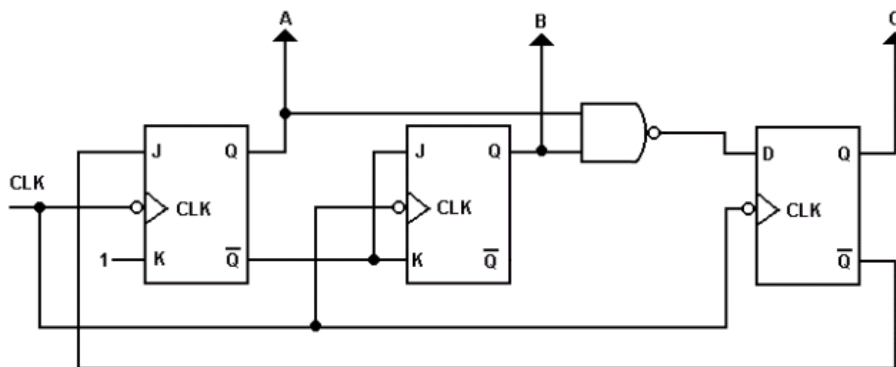 A B C
J Q J Q D Q
CLK
CLK CLK CLK
1 K Q̅ K Q̅ Q̅